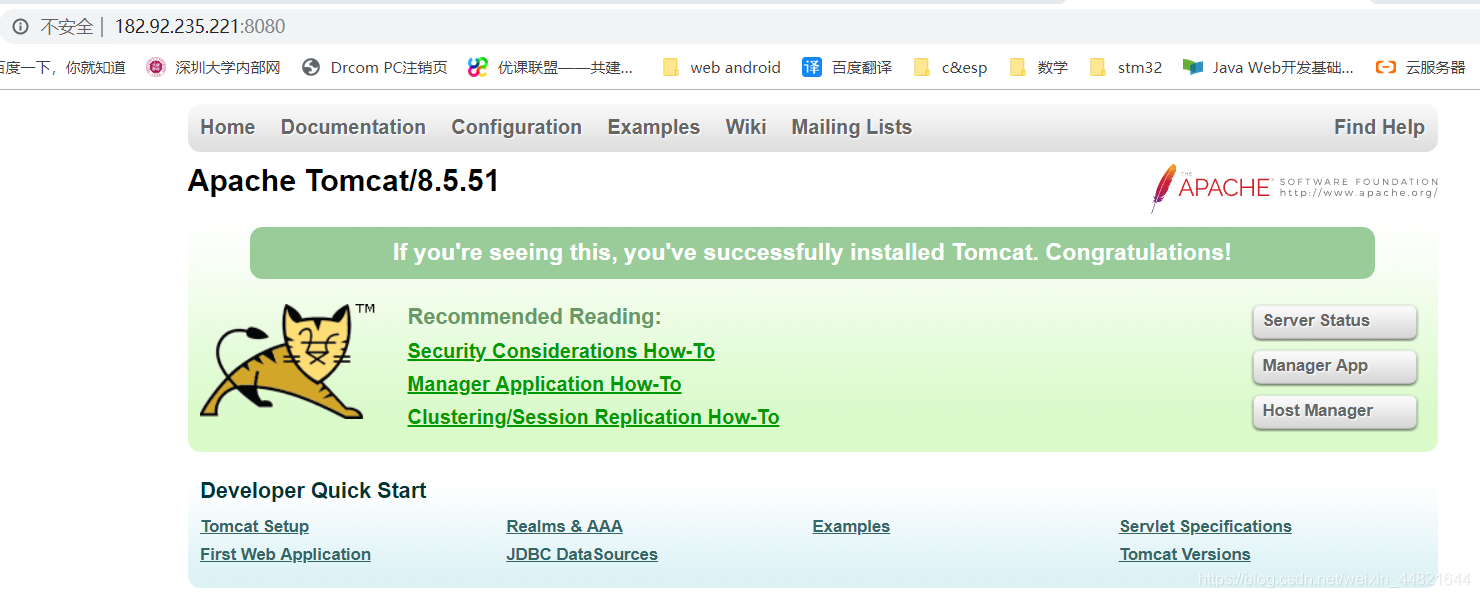 不安全 | 182.92.235.221:8080
百度一下，你就知道 深圳大学内部网 Drcom PC注销页 优课联盟——共建... web android 译 百度翻译 c&esp 数学 stm32 Java Web开发基础... 云服务器
Home Documentation Configuration Examples Wiki Mailing Lists Find Help
Apache Tomcat/8.5.51
THE APACHE SOFTWARE FOUNDATION
http://www.apache.org/
If you're seeing this, you've successfully installed Tomcat. Congratulations!
TM
Recommended Reading:
Security Considerations How-To
Manager Application How-To
Clustering/Session Replication How-To
Server Status
Manager App
Host Manager
Developer Quick Start
Tomcat Setup Realms & AAA Examples Servlet Specifications
First Web Application JDBC DataSources Tomcat Versions
https://blog.csdn.net/weixin_44821644